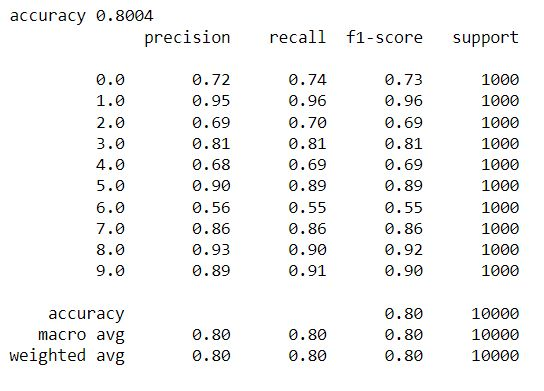 accuracy 0.8004
precision recall f1-score support
0.0 0.72 0.74 0.73 1000
1.0 0.95 0.96 0.96 1000
2.0 0.69 0.70 0.69 1000
3.0 0.81 0.81 0.81 1000
4.0 0.68 0.69 0.69 1000
5.0 0.90 0.89 0.89 1000
6.0 0.56 0.55 0.55 1000
7.0 0.86 0.86 0.86 1000
8.0 0.93 0.90 0.92 1000
9.0 0.89 0.91 0.90 1000
accuracy 0.80 10000
macro avg 0.80 0.80 0.80 10000
weighted avg 0.80 0.80 0.80 10000